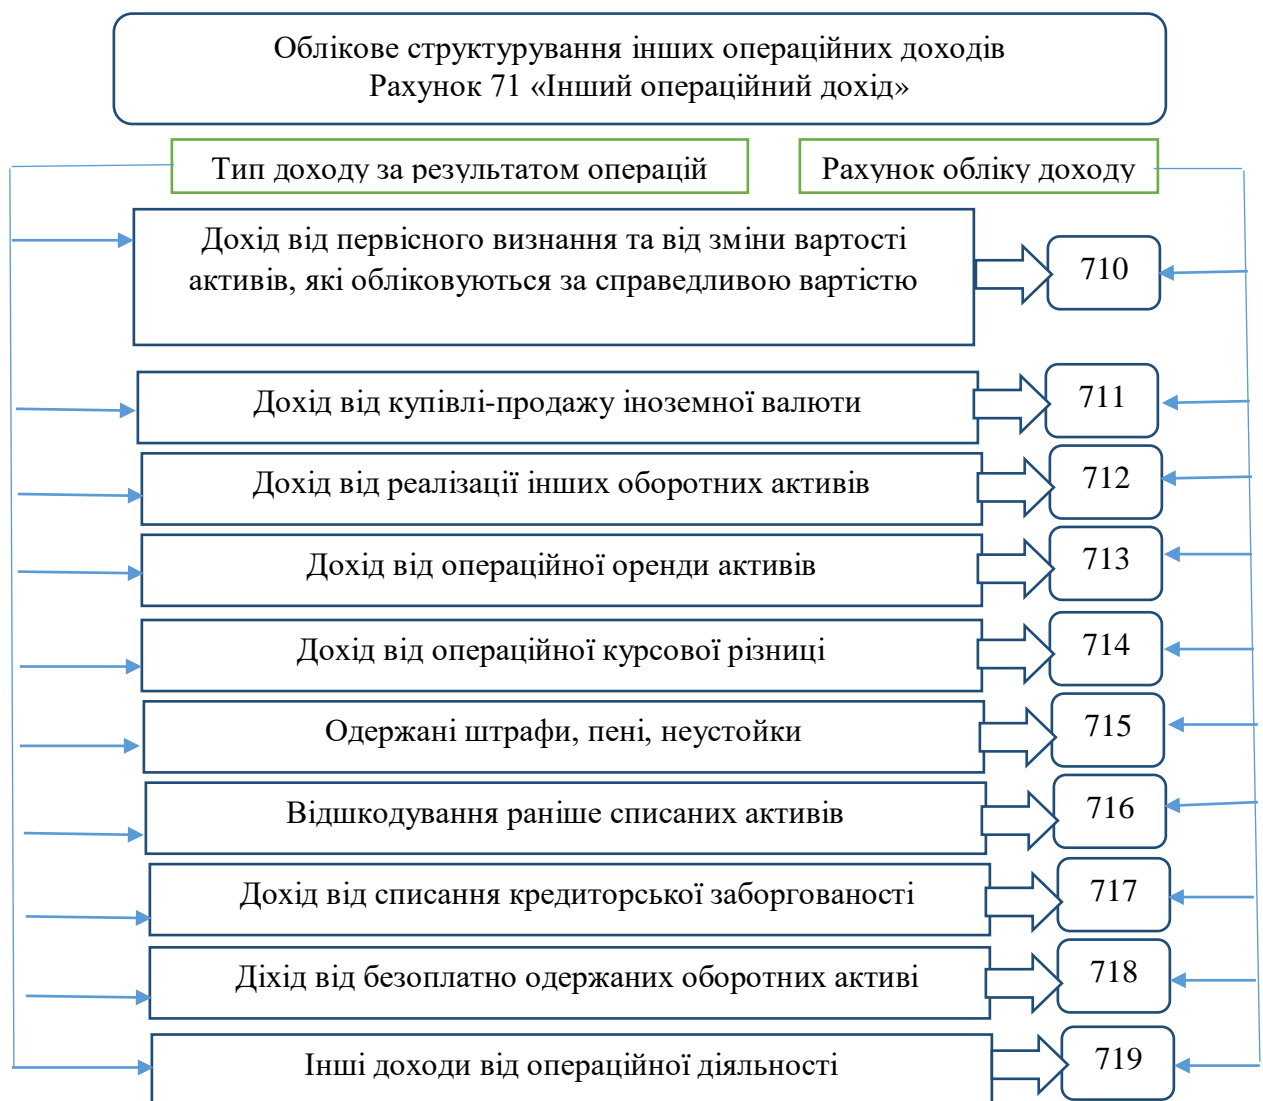 Облікове структурування інших операційних доходів
Рахунок 71 «Інший операційний дохід»
Тип доходу за результатом операцій
Рахунок обліку доходу
Дохід від первісного визнання та від зміни вартості
активів, які обліковуються за справедливою вартістю
710
Дохід від купівлі-продажу іноземної валюти
711
Дохід від реалізації інших оборотних активів
712
Дохід від операційної оренди активів
713
Дохід від операційної курсової різниці
714
Одержані штрафи, пені, неустойки
715
Відшкодування раніше списаних активів
716
Дохід від списання кредиторської заборгованості
717
Діхід від безоплатно одержаних оборотних активі
718
Інші доходи від операційної діяльності
719